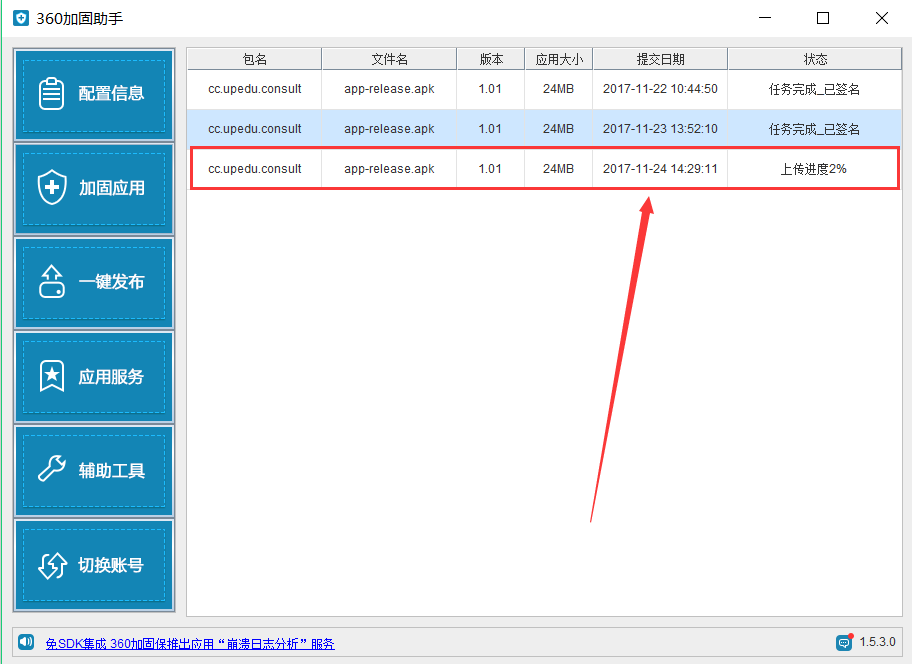 360加固助手
配置信息
加固应用
一键发布
应用服务
辅助工具
切换账号
包名 文件名 版本 应用大小 提交日期 状态
cc.upedu.consult app-release.apk 1.01 24MB 2017-11-22 10:44:50 任务完成_已签名
cc.upedu.consult app-release.apk 1.01 24MB 2017-11-23 13:52:10 任务完成_已签名
cc.upedu.consult app-release.apk 1.01 24MB 2017-11-24 14:29:11 上传进度2%
免SDK集成 360加固保推出应用“崩溃日志分析”服务
1.5.3.0